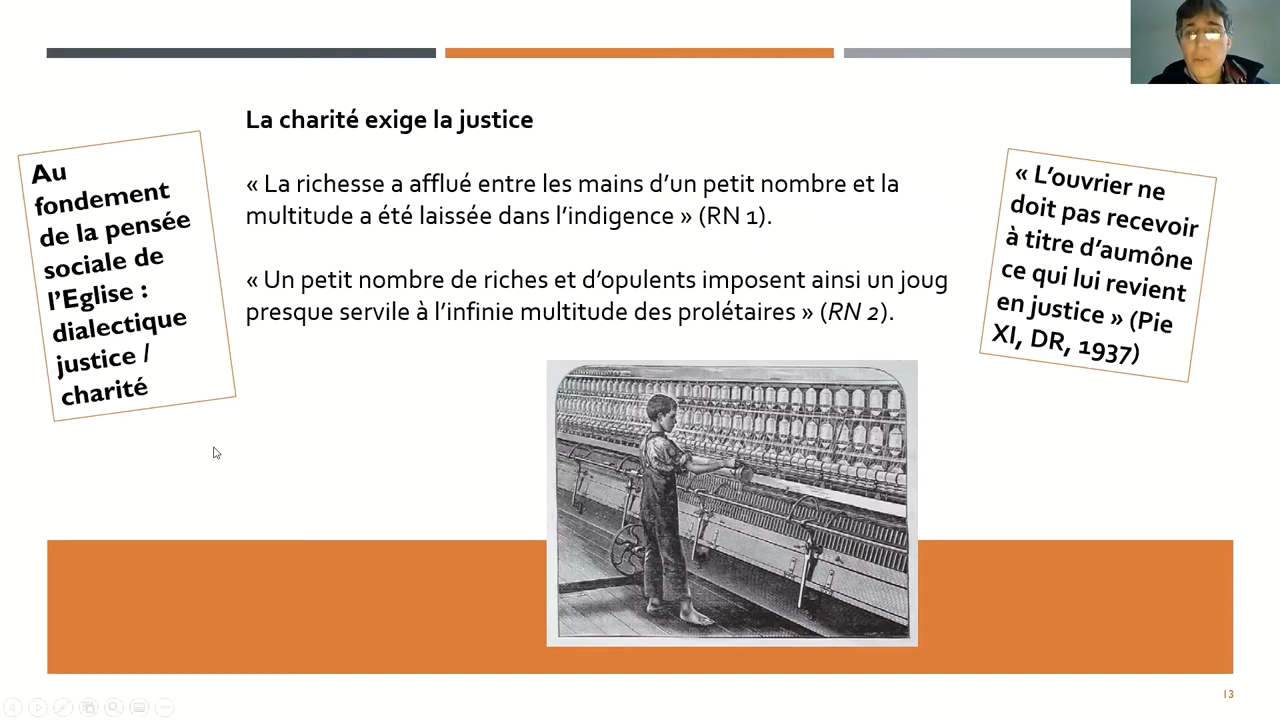 La charité exige la justice
« La richesse a afflué entre les mains d’un petit nombre et la
multitude a été laissée dans l’indigence » (RN 1).
« Un petit nombre de riches et d’opulents imposent ainsi un joug
presque servile à l’infinie multitude des prolétaires » (RN 2).
Au
fondement
de la pensée
sociale de
l’Eglise :
dialectique
justice /
charité
« L’ouvrier ne
doit pas recevoir
à titre d’aumône
ce qui lui revient
en justice » (Pie
XI, DR, 1937)
13